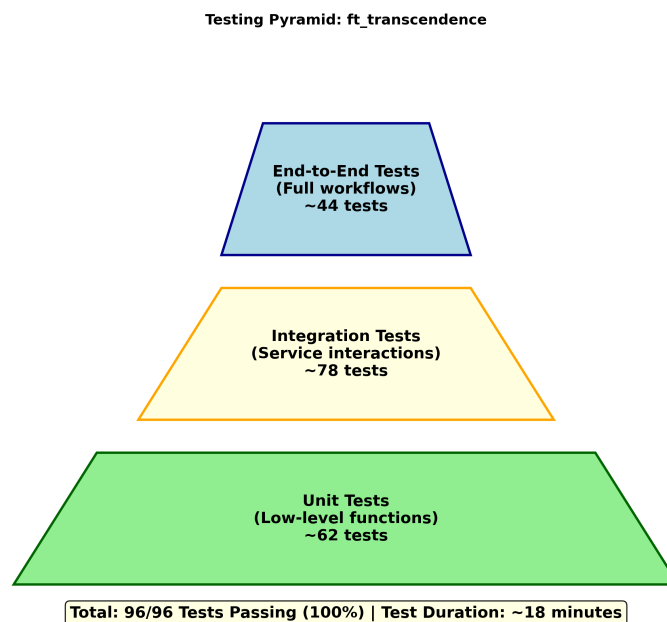 Testing Pyramid: ft_transcendence
End-to-End Tests
(Full workflows)
~44 tests
Integration Tests
(Service interactions)
~78 tests
Unit Tests
(Low-level functions)
~62 tests
Total: 96/96 Tests Passing (100%) | Test Duration: ~18 minutes